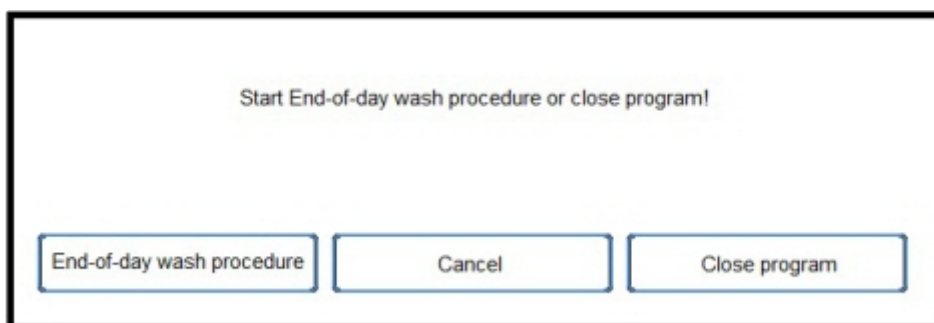 Start End-of-day wash procedure or close program!
End-of-day wash procedure
Cancel
Close program